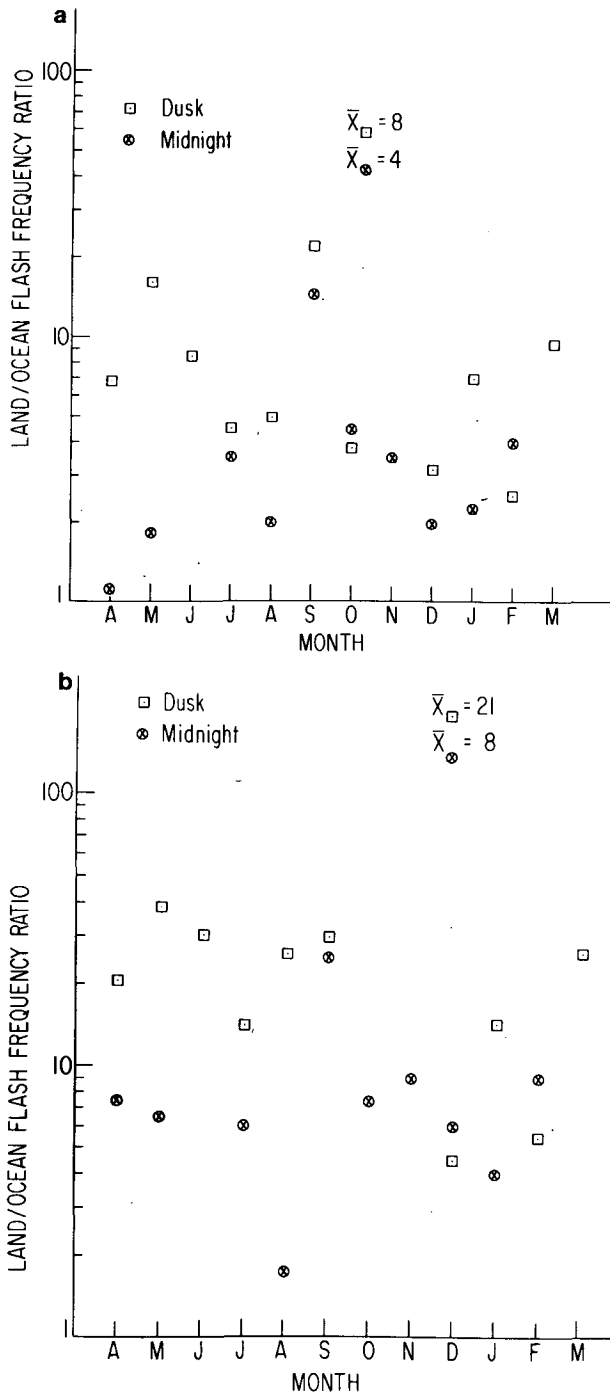 a
LAND/OCEAN FLASH FREQUENCY RATIO
100
10
1
Dusk
Midnight
X̄ = 8
X̄ = 4
A M J J A S O N D J F M
MONTH
b
LAND/OCEAN FLASH FREQUENCY RATIO
100
10
1
Dusk
Midnight
X̄ = 21
X̄ = 8
A M J J A S O N D J F M
MONTH